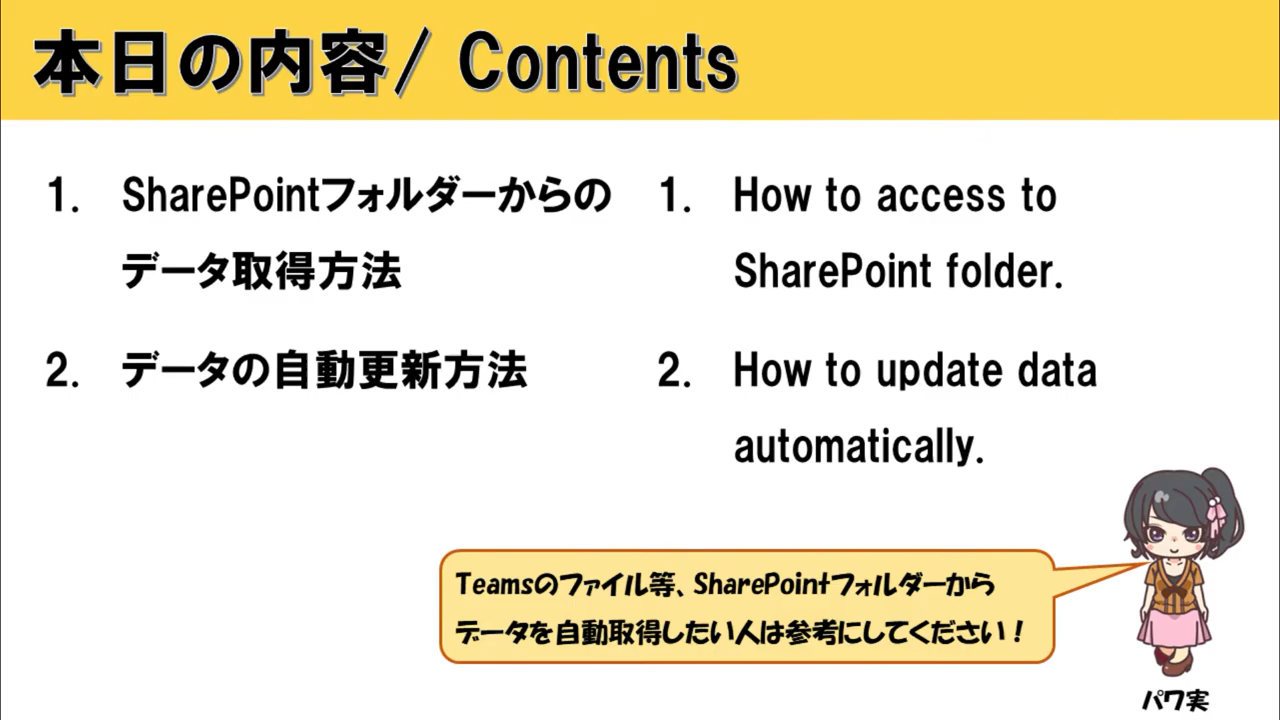 本日の内容/ Contents
1. SharePointフォルダーからの
データ取得方法
2. データの自動更新方法
1. How to access to
SharePoint folder.
2. How to update data
automatically.
Teamsのファイル等、SharePointフォルダーから
データを自動取得したい人は参考にしてください！
パワ実